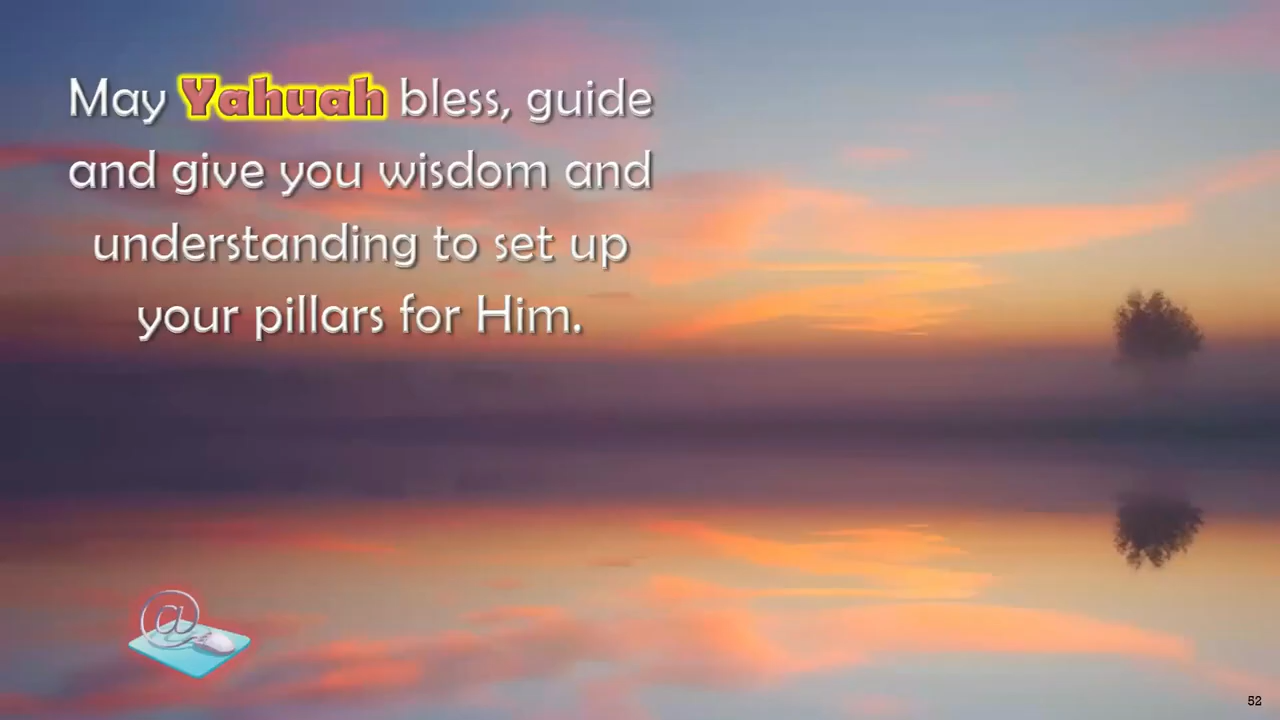 May Yahuah bless, guide
and give you wisdom and
understanding to set up
your pillars for Him.
@
52